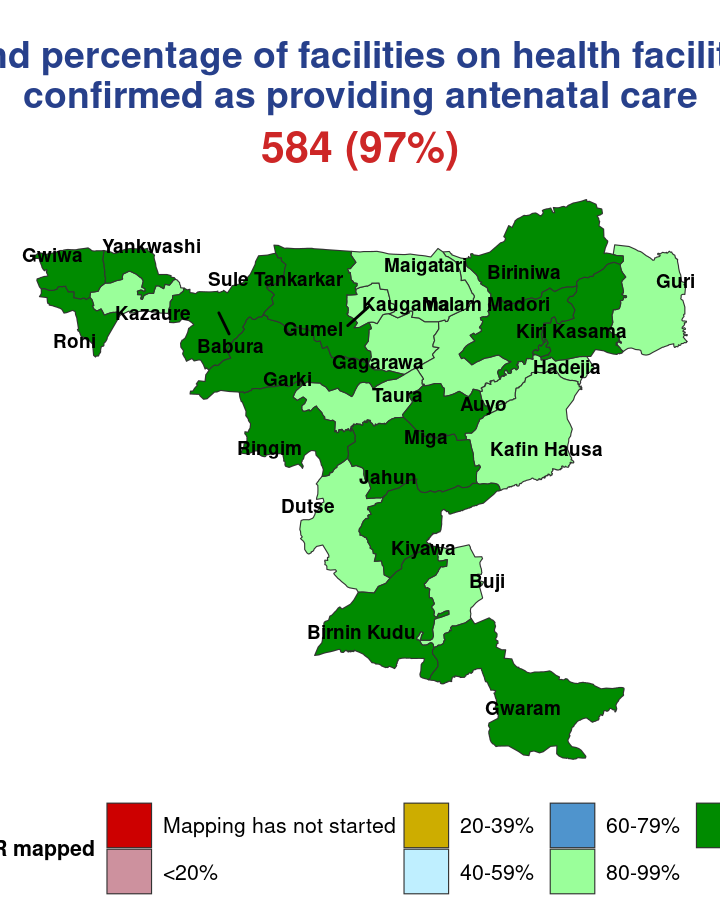 percentage of facilities on health
confirmed as providing antenatal care
584 (97%)
Gwiwa
Yankwashi
Sule Tankarkar
Maigatari
Biriniwa
Guri
Kazaure
Kaugama
Malam Madori
Roni
Babura
Gumel
Kiri Kasama
Gagarawa
Hadejia
Garki
Taura
Auyo
Ringim
Miga
Kafin Hausa
Jahun
Dutse
Kiyawa
Buji
Birnin Kudu
Gwaram
Mapping has not started
20-39%
60-79%
R mapped
<20%
40-59%
80-99%